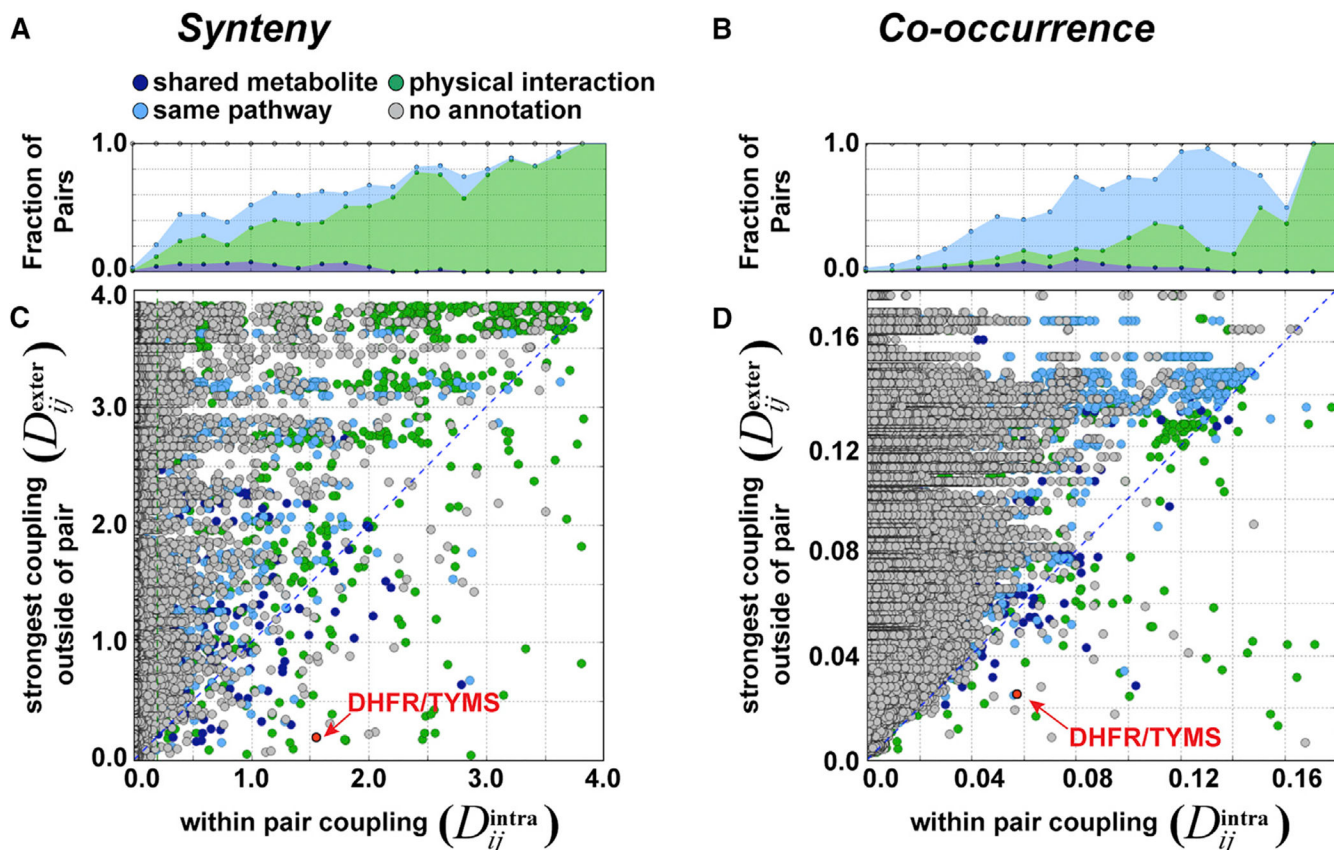 A Synteny
B Co-occurrence
shared metabolite physical interaction
same pathway no annotation
Fraction of
Pairs
1.0
0.0
Fraction of
Pairs
1.0
0.0
C
strongest coupling
outside of pair
(D_ij^exter)
4.0
3.0
2.0
1.0
0.0
DHFR/TYMS
0.0 1.0 2.0 3.0 4.0
within pair coupling (D_ij^intra)
D
strongest coupling
outside of pair
(D_ij^exter)
0.16
0.12
0.08
0.04
0.0
DHFR/TYMS
0.0 0.04 0.08 0.12 0.16
within pair coupling (D_ij^intra)